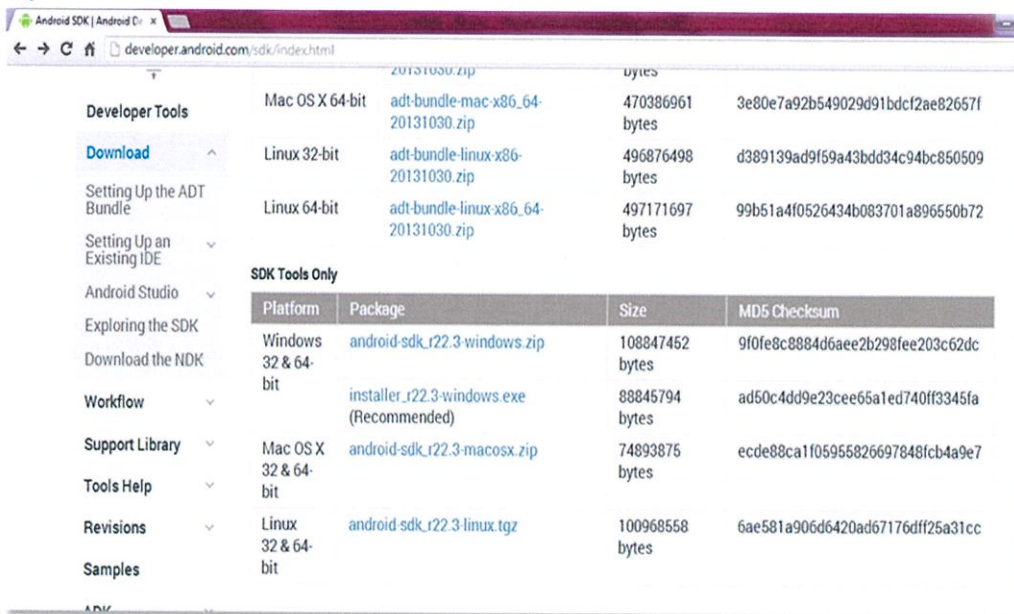 Android SDK | Android De
developer.android.com/sdk/index.html
20131030.zip
bytes
Developer Tools
Download
Setting Up the ADT
Bundle
Setting Up an
Existing IDE
Android Studio
Exploring the SDK
Download the NDK
Workflow
Support Library
Tools Help
Revisions
Samples
ADK
Mac OS X 64-bit adt-bundle-mac-x86_64- 470386961 3e80e7a92b549029d91bdcf2ae82657f
20131030.zip bytes
Linux 32-bit adt-bundle-linux-x86- 496876498 d389139ad9f59a43bdd34c94bc850509
20131030.zip bytes
Linux 64-bit adt-bundle-linux-x86_64- 497171697 99b51a4f0526434b083701a896550b72
20131030.zip bytes
SDK Tools Only
Platform Package Size MD5 Checksum
Windows android-sdk_r22.3-windows.zip 108847452 9f0fe8c8884d6aee2b298fee203c62dc
32 & 64- bytes
bit installer_r22.3-windows.exe 88845794 ad50c4dd9e23cee65a1ed740ff3345fa
(Recommended) bytes
Mac OS X android-sdk_r22.3-macosx.zip 74893875 ecde88ca1f05955826697848fcb4a9e7
32 & 64- bytes
bit
Linux android-sdk_r22.3-linux.tgz 100968558 6ae581a906d6420ad67176dff25a31cc
32 & 64- bytes
bit